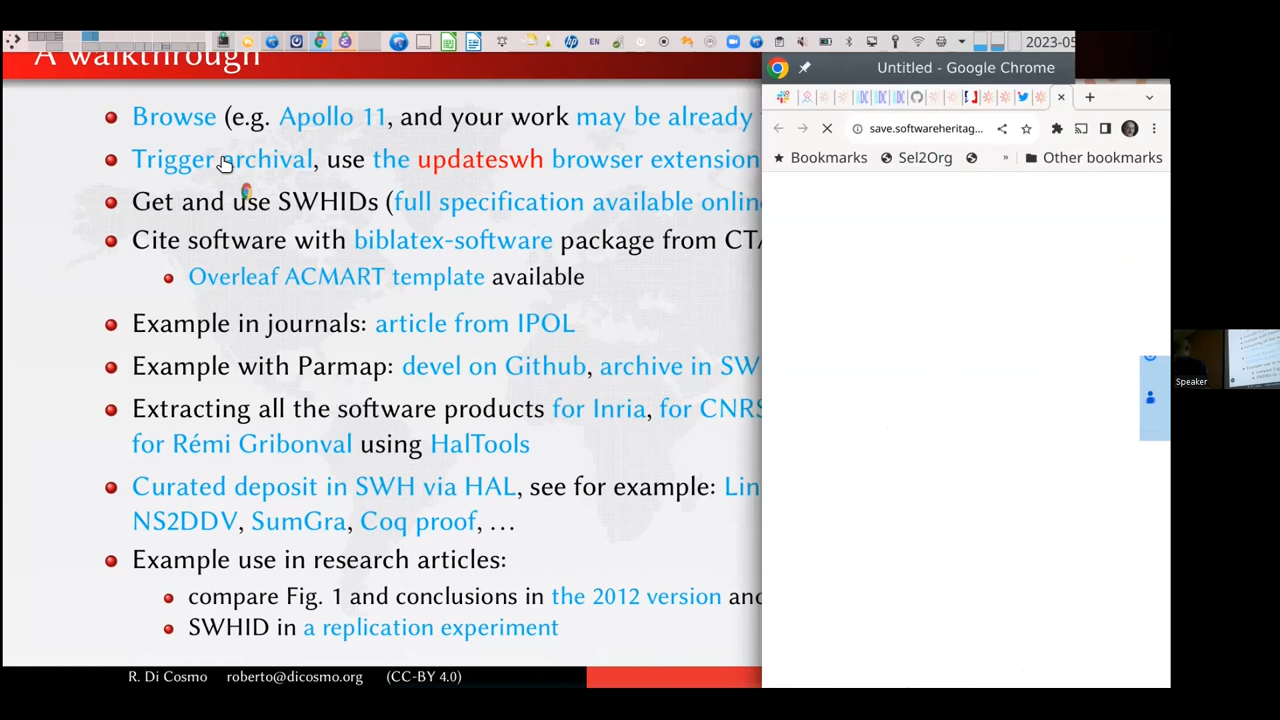 EN
2023-05
A walkthrough
Untitled - Google Chrome
save.softwareheritag...
Bookmarks
Sel2Org
»
Other bookmarks
Browse (e.g. Apollo 11, and your work may be already
Trigger archival, use the updateswh browser extension
Get and use SWHIDs (full specification available online
Cite software with biblatex-software package from CTA
Overleaf ACMART template available
Example in journals: article from IPOL
Example with Parmap: devel on Github, archive in SW
Extracting all the software products for Inria, for CNRS
for Rémi Gribonval using HalTools
Curated deposit in SWH via HAL, see for example: Lin
NS2DDV, SumGra, Coq proof, …
Example use in research articles:
compare Fig. 1 and conclusions in the 2012 version and
SWHID in a replication experiment
Speaker
R. Di Cosmo roberto@dicosmo.org (CC-BY 4.0)